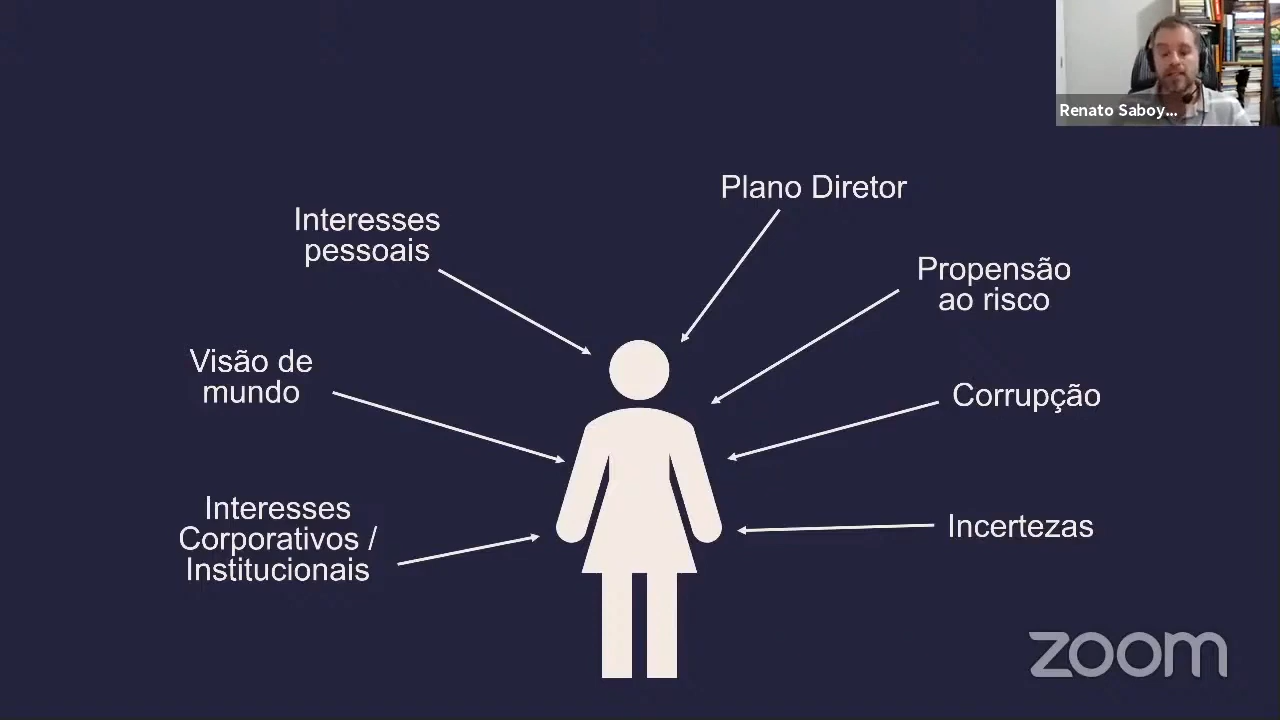 Renato Saboy...
Plano Diretor
Interesses
pessoais
Propensão
ao risco
Visão de
mundo
Corrupção
Interesses
Corporativos /
Institucionais
Incertezas
zoom